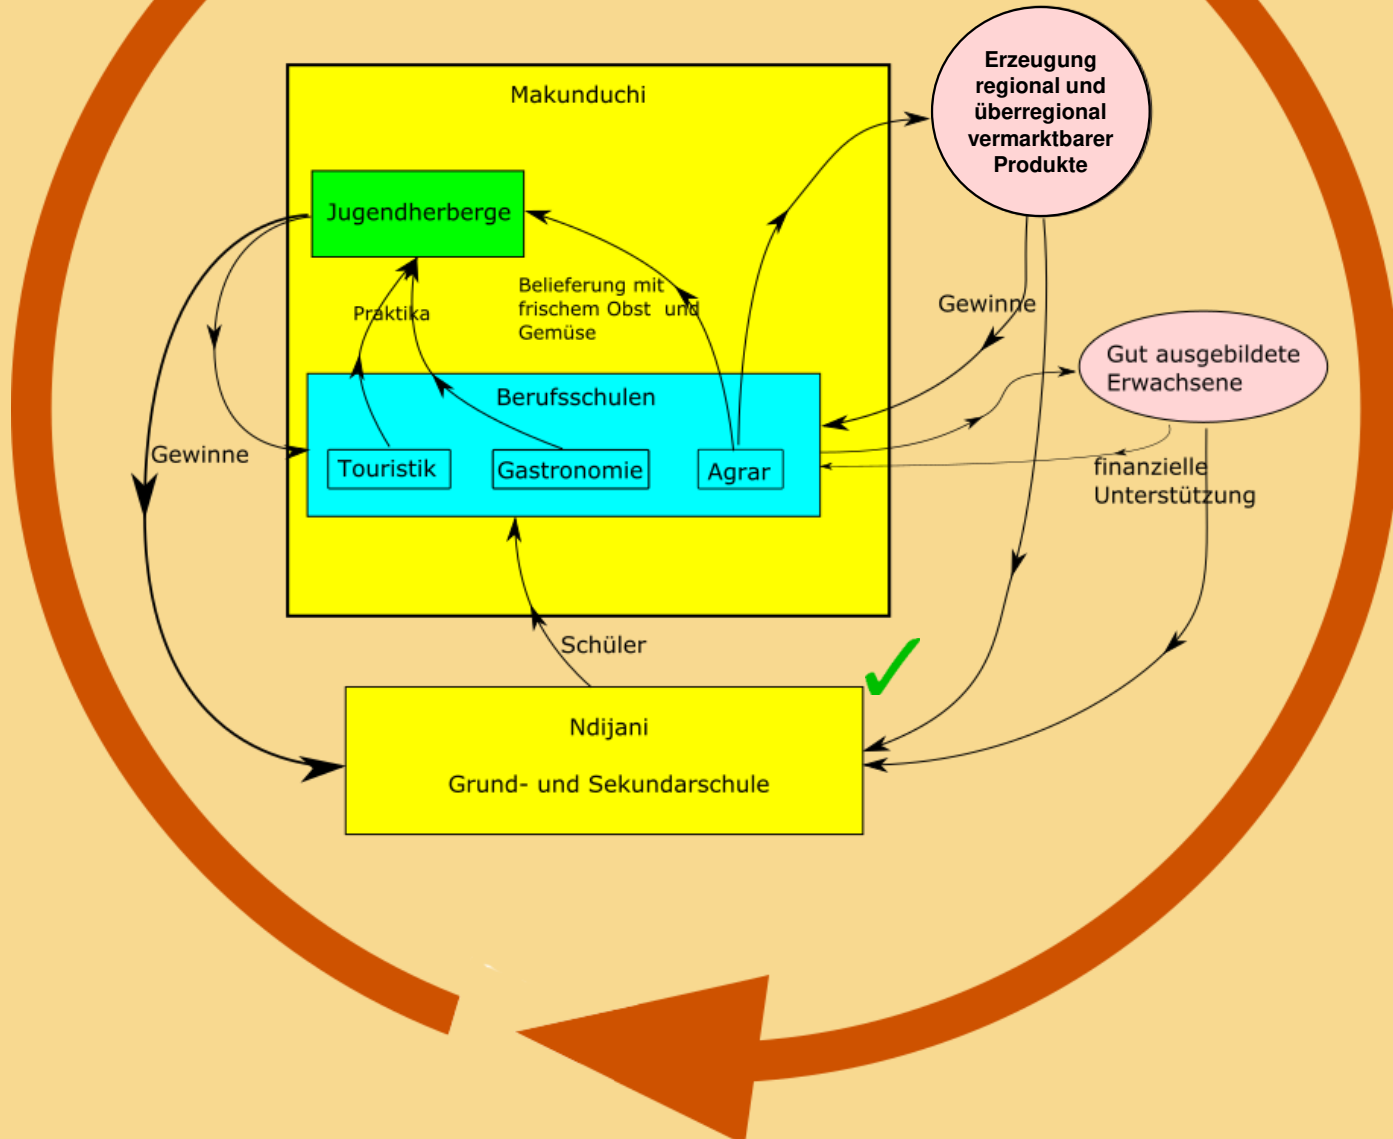 Erzeugung
regional und
überregional
vermarktbarer
Produkte
Makunduchi
Jugendherberge
Belieferung mit
frischem Obst und
Gemüse
Praktika
Gewinne
Gut ausgebildete
Erwachsene
Berufsschulen
Touristik
Gastronomie
Agrar
Gewinne
finanzielle
Unterstützung
Schüler
Ndijani
Grund- und Sekundarschule